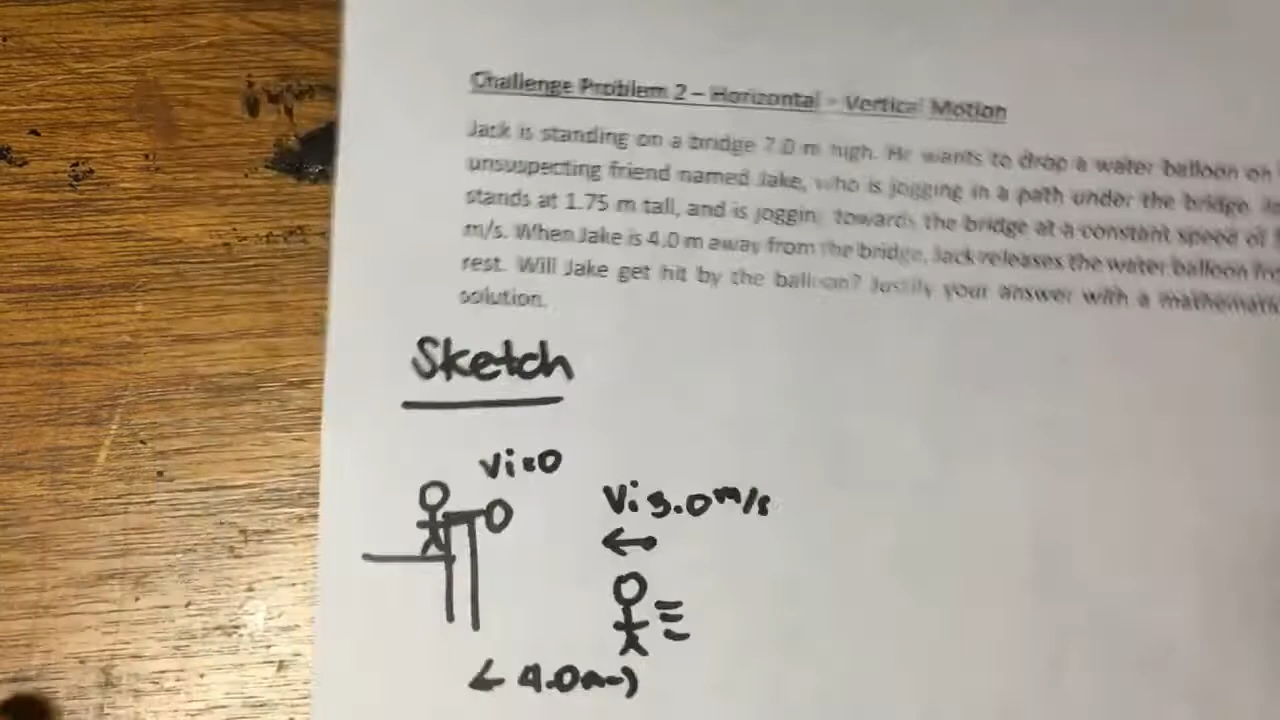 Challenge Problem 2 – Horizontal - Vertical Motion
Jack is standing on a bridge 7.0 m high. He wants to drop a water balloon on
unsuspecting friend named Jake, who is jogging in a path under the bridge.
stands at 1.75 m tall, and is jogging towards the bridge at a constant speed of
m/s. When Jake is 4.0 m away from the bridge, Jack releases the water balloon
rest. Will Jake get hit by the balloon? Justify your answer with a
solution.
Sketch
Vi=0
Vi 3.0 m/s
4.0m